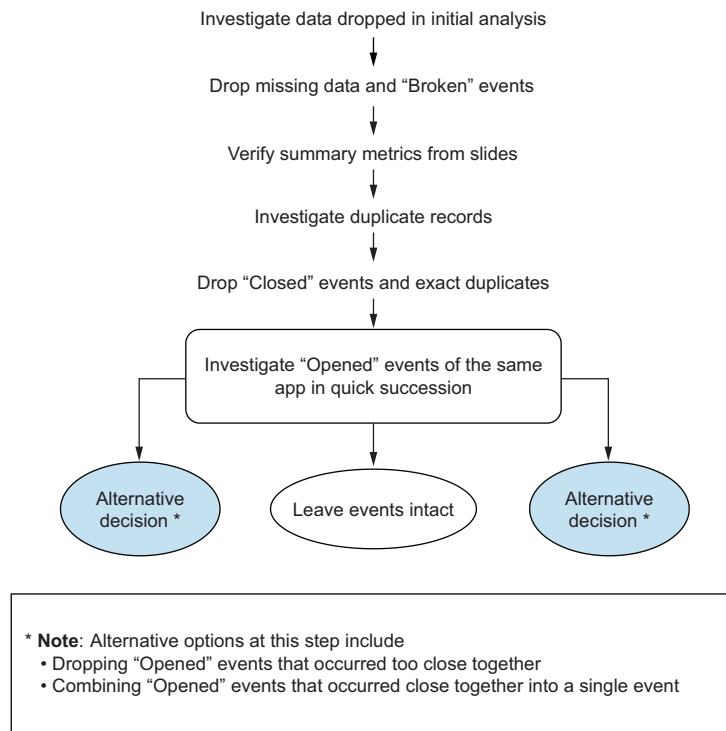 Investigate data dropped in initial analysis
Drop missing data and “Broken” events
Verify summary metrics from slides
Investigate duplicate records
Drop “Closed” events and exact duplicates
Investigate “Opened” events of the same
app in quick succession
Alternative
decision *
Leave events intact
Alternative
decision *
* Note: Alternative options at this step include
• Dropping “Opened” events that occurred too close together
• Combining “Opened” events that occurred close together into a single event